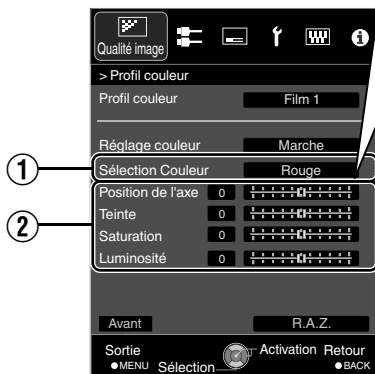 Qualité image
> Profil couleur
Profil couleur Film 1
Réglage couleur Marche
① Sélection Couleur Rouge
Position de l'axe 0
② Teinte 0
Saturation 0
Luminosité 0
Avant R.A.Z.
Sortie Activation Retour
●MENU Sélection ●BACK